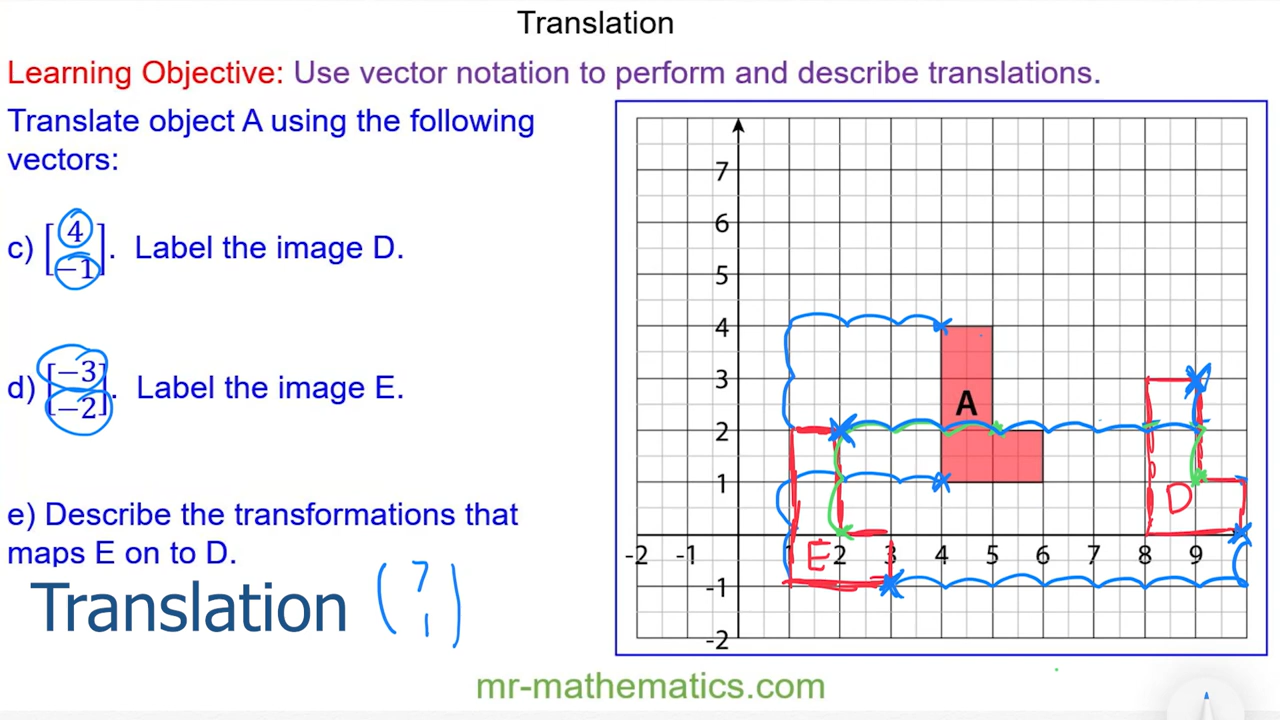 Translation
Learning Objective: Use vector notation to perform and describe translations.
Translate object A using the following
vectors:
c) [4
−1]. Label the image D.
d) [−3
−2]. Label the image E.
e) Describe the transformations that
maps E on to D.
Translation (7
1)
7
6
5
4
3
2
1
-2 -1 1 2 3 4 5 6 7 8 9
-1
-2
A
D
E
mr-mathematics.com